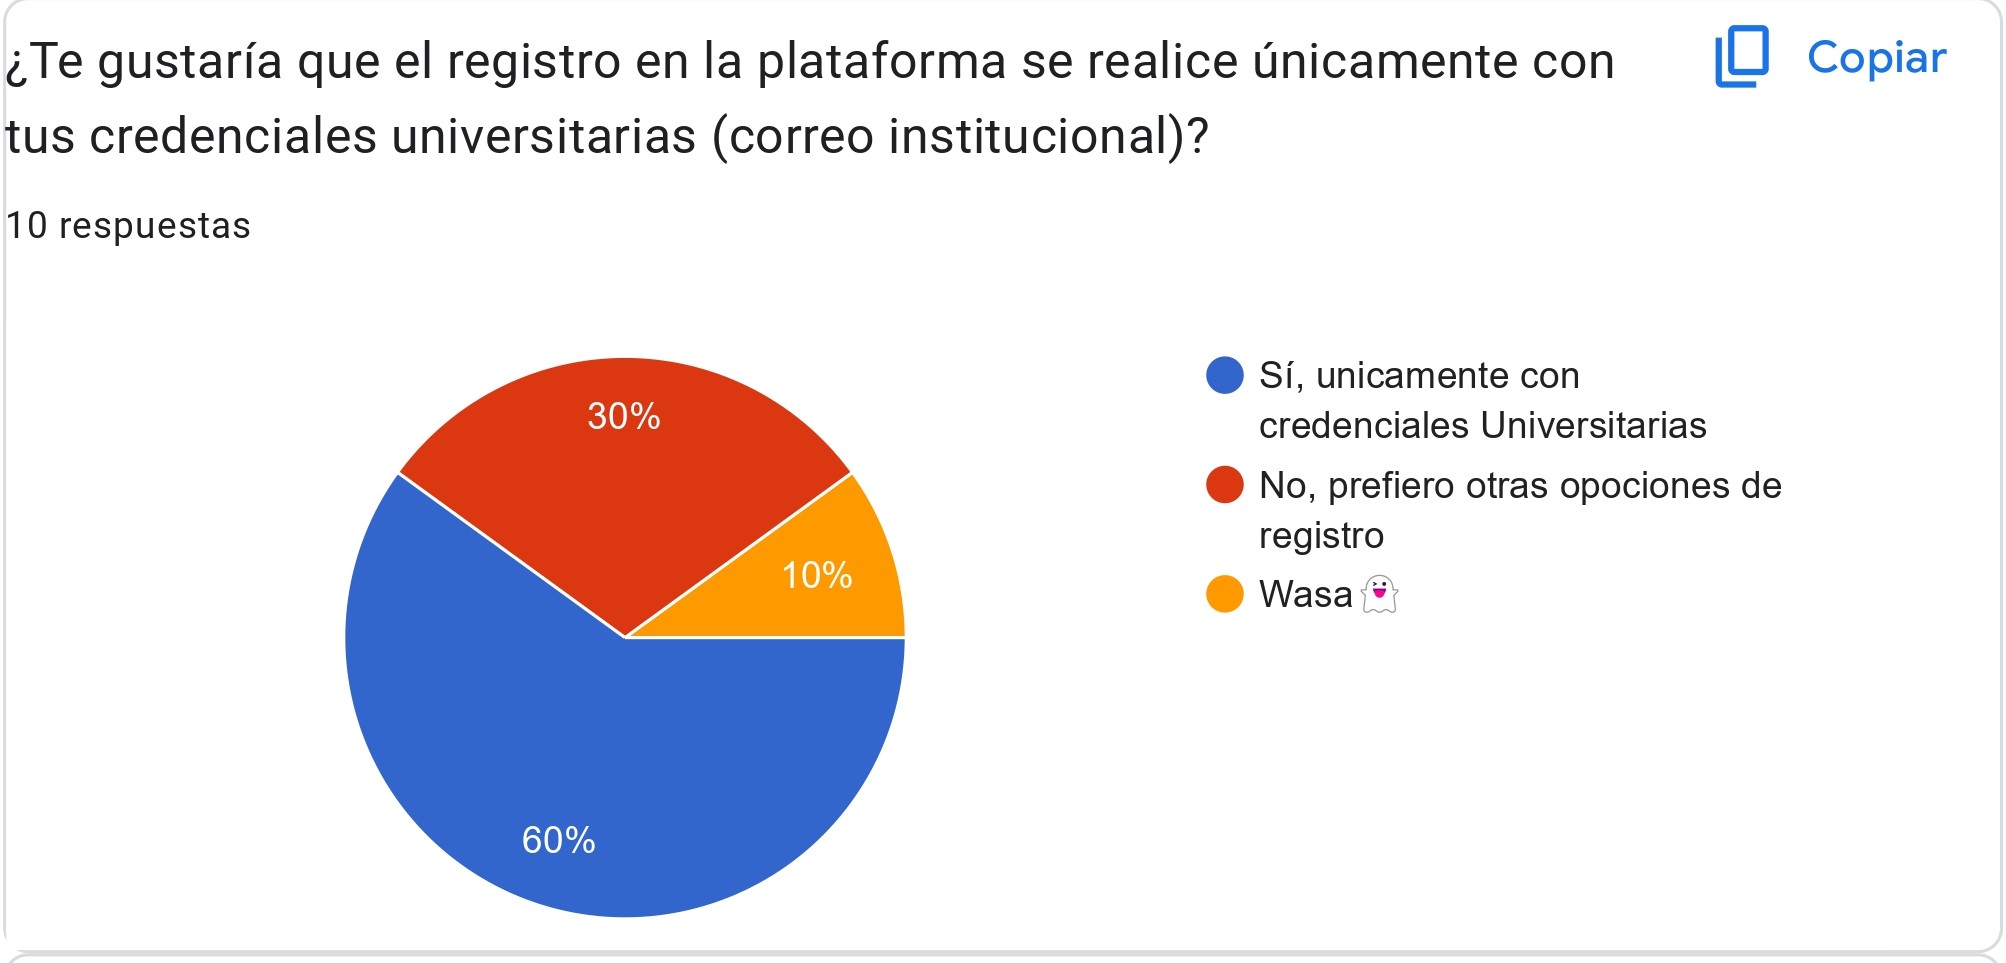 ¿Te gustaría que el registro en la plataforma se realice únicamente con
tus credenciales universitarias (correo institucional)?
Copiar
10 respuestas
30%
10%
60%
Sí, unicamente con
credenciales Universitarias
No, prefiero otras opociones de
registro
Wasa👻